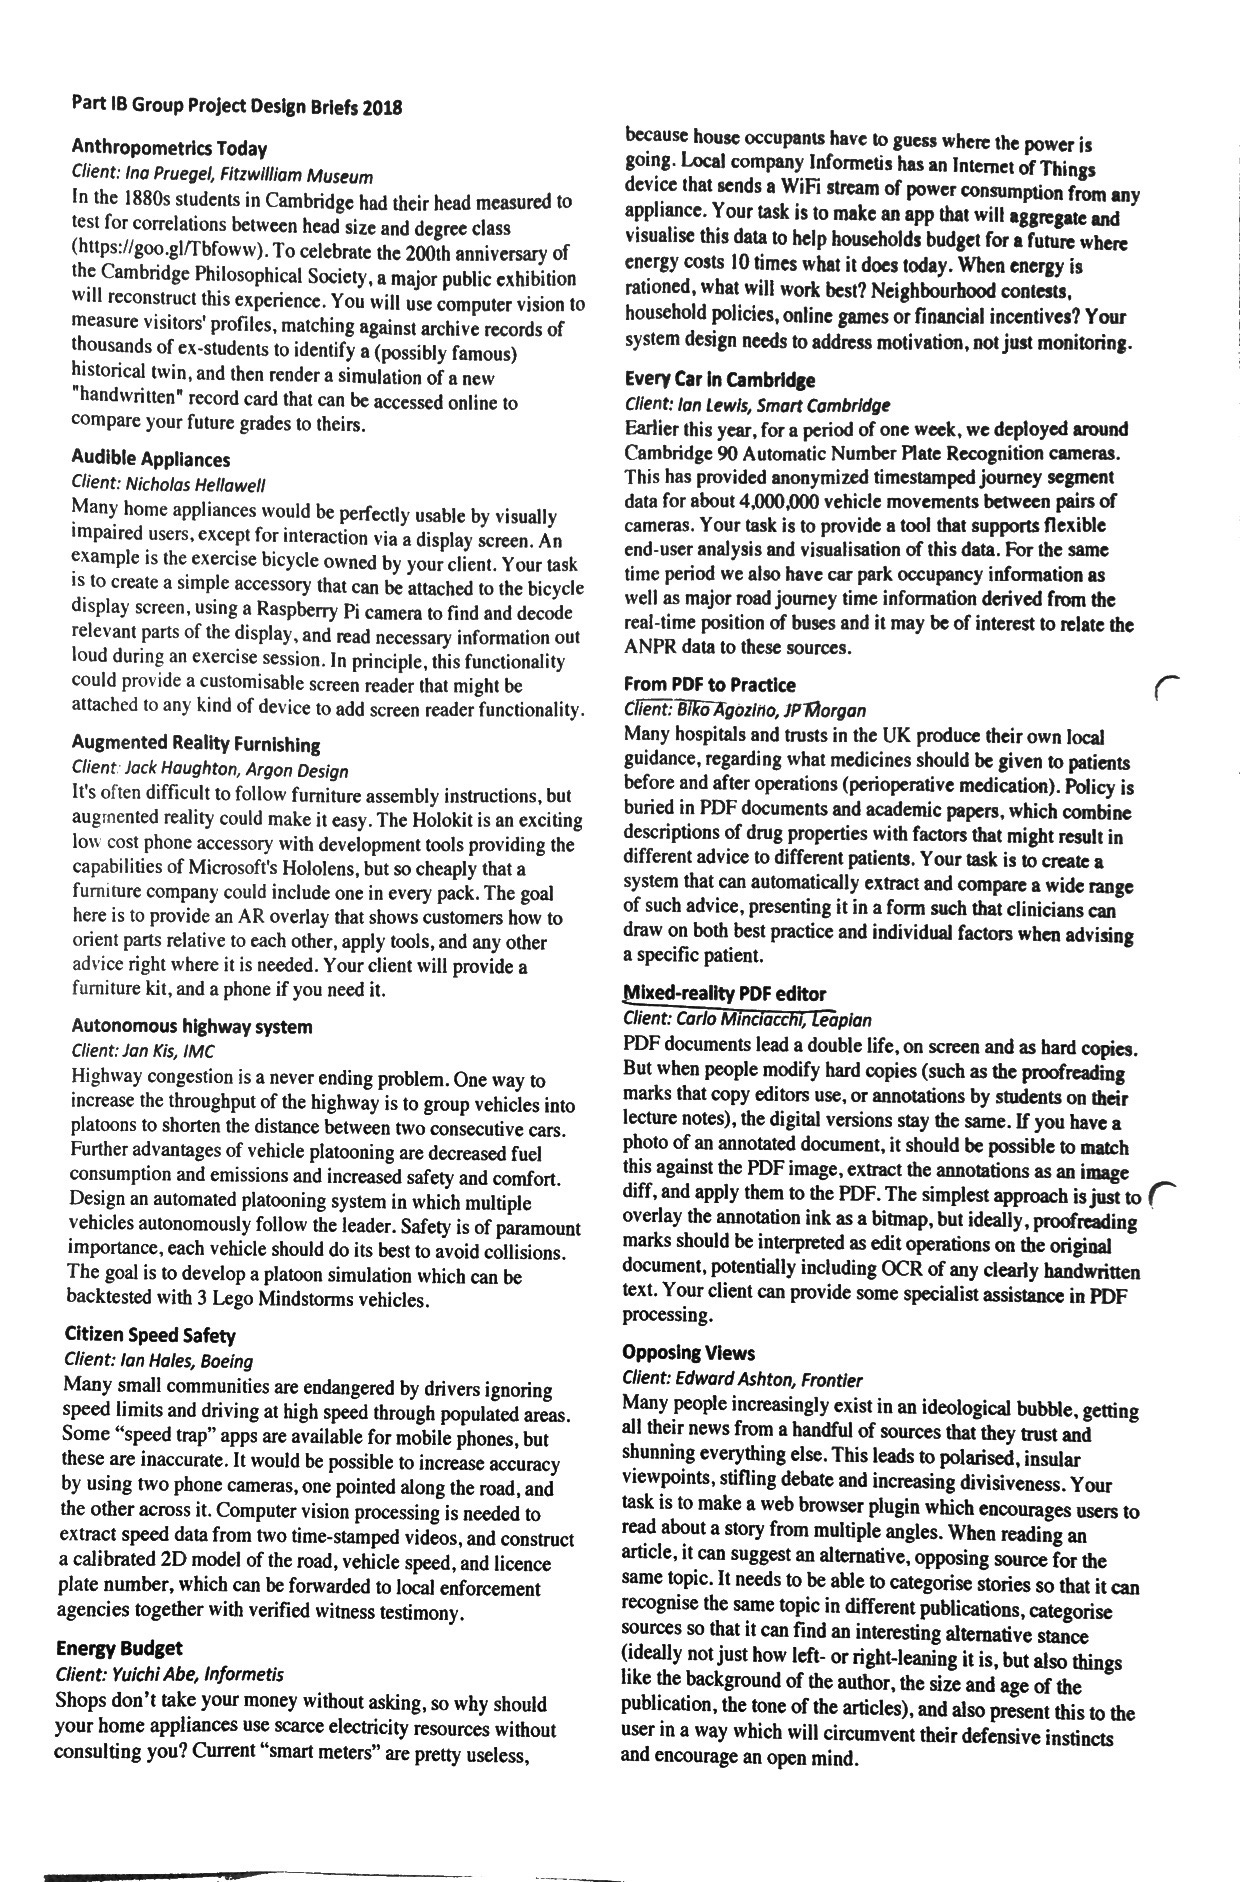 Part IB Group Project Design Briefs 2018
Anthropometrics Today
Client: Ina Pruegel, Fitzwilliam Museum
In the 1880s students in Cambridge had their head measured to
test for correlations between head size and degree class
(https://goo.gl/Tbfoww). To celebrate the 200th anniversary of
the Cambridge Philosophical Society, a major public exhibition
will reconstruct this experience. You will use computer vision to
measure visitors' profiles, matching against archive records of
thousands of ex-students to identify a (possibly famous)
historical twin, and then render a simulation of a new
"handwritten" record card that can be accessed online to
compare your future grades to theirs.
Audible Appliances
Client: Nicholas Hellawell
Many home appliances would be perfectly usable by visually
impaired users, except for interaction via a display screen. An
example is the exercise bicycle owned by your client. Your task
is to create a simple accessory that can be attached to the bicycle
display screen, using a Raspberry Pi camera to find and decode
relevant parts of the display, and read necessary information out
loud during an exercise session. In principle, this functionality
could provide a customisable screen reader that might be
attached to any kind of device to add screen reader functionality.
Augmented Reality Furnishing
Client: Jack Haughton, Argon Design
It's often difficult to follow furniture assembly instructions, but
augmented reality could make it easy. The Holokit is an exciting
low cost phone accessory with development tools providing the
capabilities of Microsoft's Hololens, but so cheaply that a
furniture company could include one in every pack. The goal
here is to provide an AR overlay that shows customers how to
orient parts relative to each other, apply tools, and any other
advice right where it is needed. Your client will provide a
furniture kit, and a phone if you need it.
Autonomous highway system
Client: Jan Kis, IMC
Highway congestion is a never ending problem. One way to
increase the throughput of the highway is to group vehicles into
platoons to shorten the distance between two consecutive cars.
Further advantages of vehicle platooning are decreased fuel
consumption and emissions and increased safety and comfort.
Design an automated platooning system in which multiple
vehicles autonomously follow the leader. Safety is of paramount
importance, each vehicle should do its best to avoid collisions.
The goal is to develop a platoon simulation which can be
backtested with 3 Lego Mindstorms vehicles.
Citizen Speed Safety
Client: Ian Hales, Boeing
Many small communities are endangered by drivers ignoring
speed limits and driving at high speed through populated areas.
Some “speed trap” apps are available for mobile phones, but
these are inaccurate. It would be possible to increase accuracy
by using two phone cameras, one pointed along the road, and
the other across it. Computer vision processing is needed to
extract speed data from two time-stamped videos, and construct
a calibrated 2D model of the road, vehicle speed, and licence
plate number, which can be forwarded to local enforcement
agencies together with verified witness testimony.
Energy Budget
Client: Yuichi Abe, Informetis
Shops don’t take your money without asking, so why should
your home appliances use scarce electricity resources without
consulting you? Current “smart meters” are pretty useless,
because house occupants have to guess where the power is
going. Local company Informetis has an Internet of Things
device that sends a WiFi stream of power consumption from any
appliance. Your task is to make an app that will aggregate and
visualise this data to help households budget for a future where
energy costs 10 times what it does today. When energy is
rationed, what will work best? Neighbourhood contests,
household policies, online games or financial incentives? Your
system design needs to address motivation, not just monitoring.
Every Car in Cambridge
Client: Ian Lewis, Smart Cambridge
Earlier this year, for a period of one week, we deployed around
Cambridge 90 Automatic Number Plate Recognition cameras.
This has provided anonymized timestamped journey segment
data for about 4,000,000 vehicle movements between pairs of
cameras. Your task is to provide a tool that supports flexible
end-user analysis and visualisation of this data. For the same
time period we also have car park occupancy information as
well as major road journey time information derived from the
real-time position of buses and it may be of interest to relate the
ANPR data to these sources.
From PDF to Practice
Client: Biko Agozino, JP Morgan
Many hospitals and trusts in the UK produce their own local
guidance, regarding what medicines should be given to patients
before and after operations (perioperative medication). Policy is
buried in PDF documents and academic papers, which combine
descriptions of drug properties with factors that might result in
different advice to different patients. Your task is to create a
system that can automatically extract and compare a wide range
of such advice, presenting it in a form such that clinicians can
draw on both best practice and individual factors when advising
a specific patient.
Mixed-reality PDF editor
Client: Carlo Minciacchi, Leapian
PDF documents lead a double life, on screen and as hard copies.
But when people modify hard copies (such as the proofreading
marks that copy editors use, or annotations by students on their
lecture notes), the digital versions stay the same. If you have a
photo of an annotated document, it should be possible to match
this against the PDF image, extract the annotations as an image
diff, and apply them to the PDF. The simplest approach is just to
overlay the annotation ink as a bitmap, but ideally, proofreading
marks should be interpreted as edit operations on the original
document, potentially including OCR of any clearly handwritten
text. Your client can provide some specialist assistance in PDF
processing.
Opposing Views
Client: Edward Ashton, Frontier
Many people increasingly exist in an ideological bubble, getting
all their news from a handful of sources that they trust and
shunning everything else. This leads to polarised, insular
viewpoints, stifling debate and increasing divisiveness. Your
task is to make a web browser plugin which encourages users to
read about a story from multiple angles. When reading an
article, it can suggest an alternative, opposing source for the
same topic. It needs to be able to categorise stories so that it can
recognise the same topic in different publications, categorise
sources so that it can find an interesting alternative stance
(ideally not just how left- or right-leaning it is, but also things
like the background of the author, the size and age of the
publication, the tone of the articles), and also present this to the
user in a way which will circumvent their defensive instincts
and encourage an open mind.